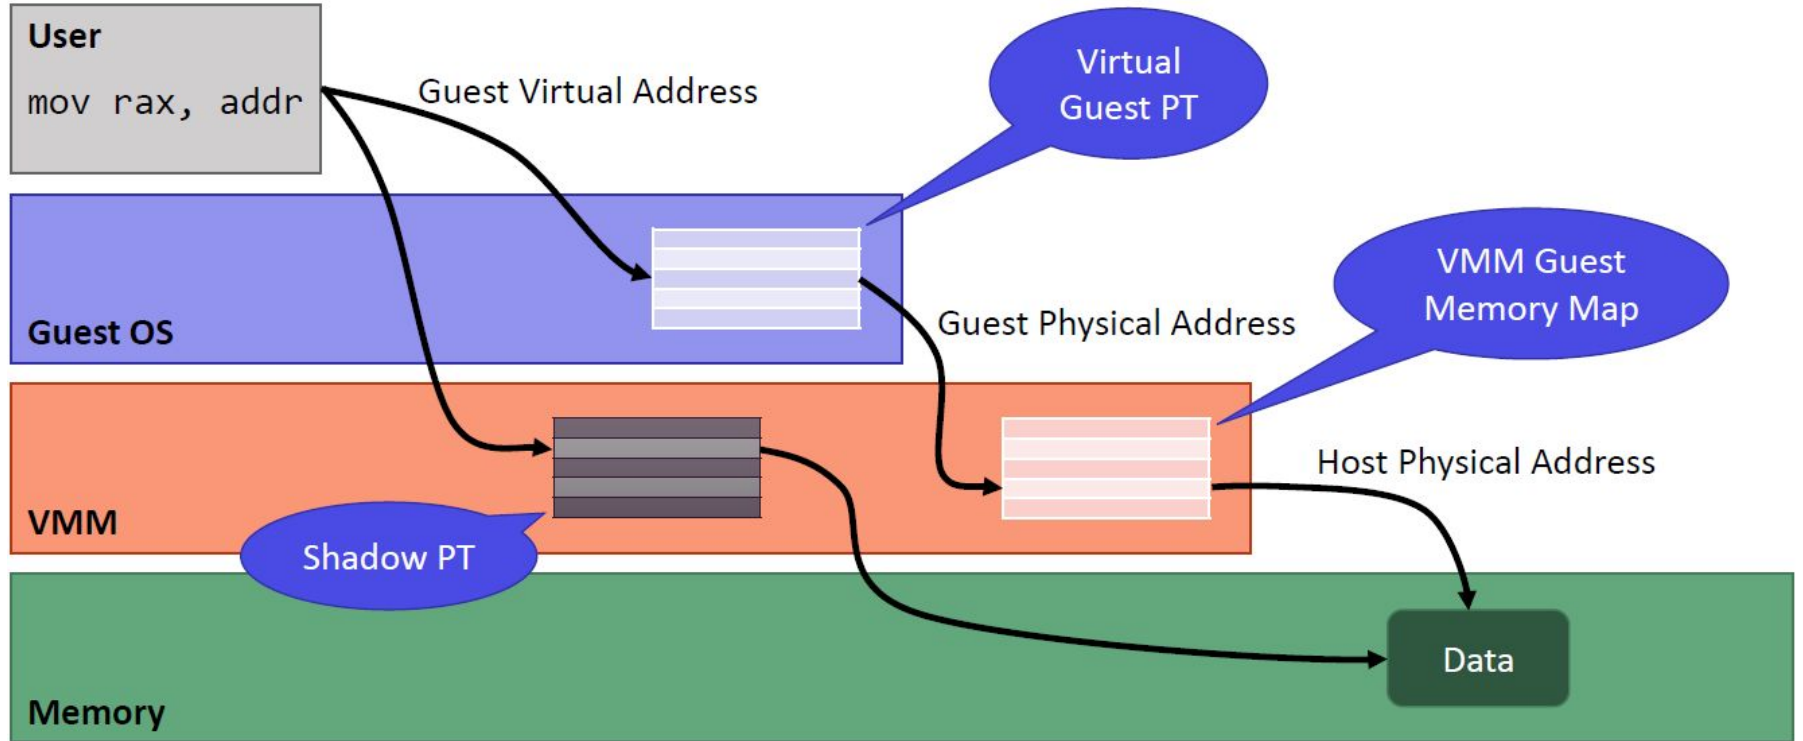 User
mov rax, addr
Guest Virtual Address
Virtual
Guest PT
Guest OS
Guest Physical Address
VMM Guest
Memory Map
VMM
Shadow PT
Host Physical Address
Memory
Data